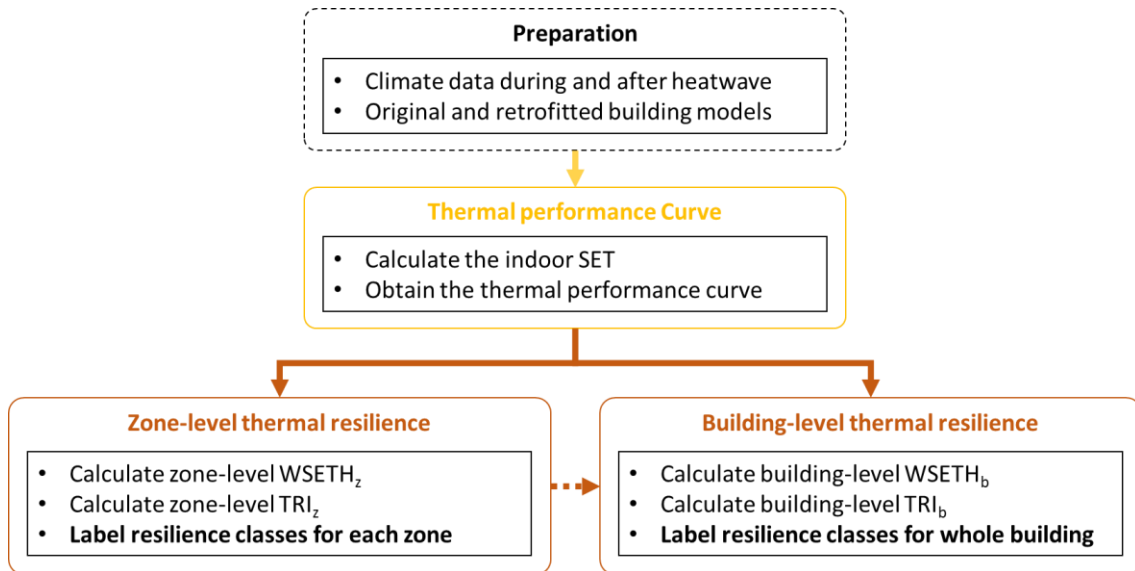 Preparation
• Climate data during and after heatwave
• Original and retrofitted building models
Thermal performance Curve
• Calculate the indoor SET
• Obtain the thermal performance curve
Zone-level thermal resilience
• Calculate zone-level WSETHz
• Calculate zone-level TRIz
• Label resilience classes for each zone
Building-level thermal resilience
• Calculate building-level WSETHb
• Calculate building-level TRIb
• Label resilience classes for whole building